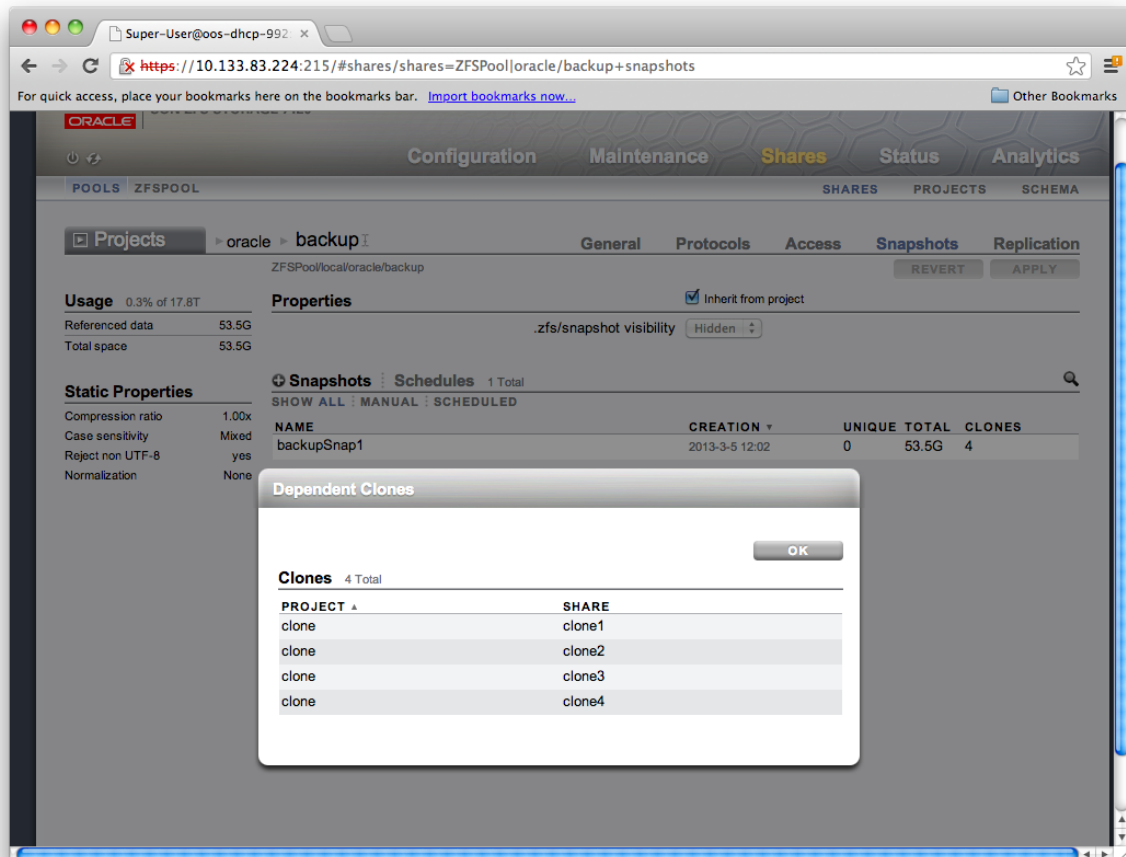 Super-User@oos-dhcp-992
https://10.133.83.224:215/#shares/shares=ZFSPool|oracle/backup+snapshots
For quick access, place your bookmarks here on the bookmarks bar. Import bookmarks now... Other Bookmarks
ORACLE
Configuration Maintenance Shares Status Analytics
POOLS ZFSPOOL SHARES PROJECTS SCHEMA
Projects oracle backup General Protocols Access Snapshots Replication
ZFSPool/local/oracle/backup REVERT APPLY
Usage 0.3% of 17.8T Properties Inherit from project
Referenced data 53.5G .zfs/snapshot visibility Hidden
Total space 53.5G
Static Properties Snapshots Schedules 1 Total
SHOW ALL MANUAL SCHEDULED
Compression ratio 1.00x
NAME CREATION UNIQUE TOTAL CLONES
Case sensitivity Mixed
backupSnap1 2013-3-5 12:02 0 53.5G 4
Reject non UTF-8 yes
Normalization None
Dependent Clones
OK
Clones 4 Total
PROJECT SHARE
clone clone1
clone clone2
clone clone3
clone clone4